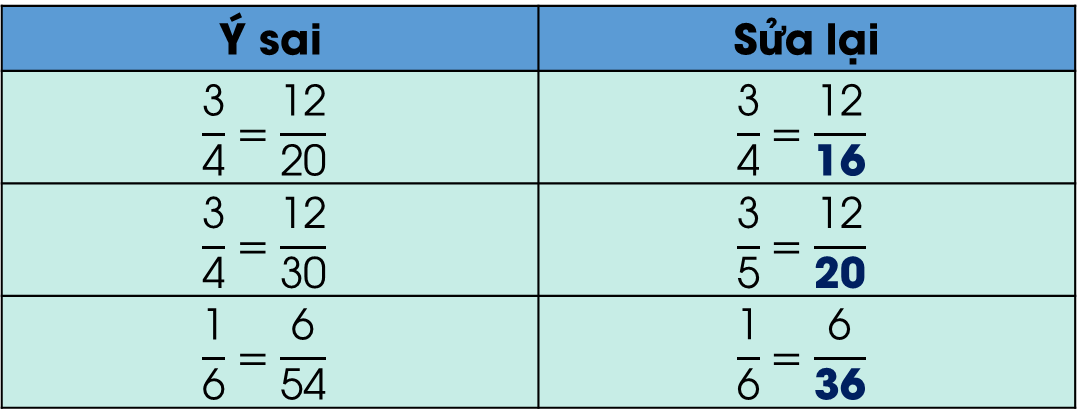 Ý sai Sửa lại
3/4 = 12/20 3/4 = 12/16
3/4 = 12/30 3/5 = 12/20
1/6 = 6/54 1/6 = 6/36